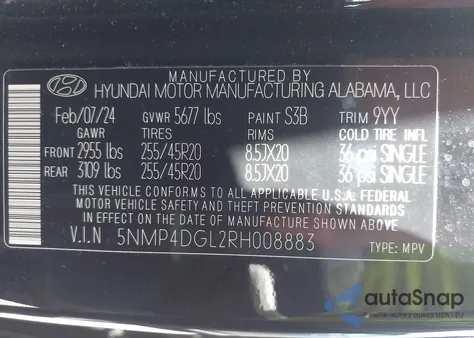 MANUFACTURED BY
HYUNDAI MOTOR MANUFACTURING ALABAMA, LLC
Feb/07/24 GVWR 5677 lbs PAINT S3B TRIM 9YY
GAWR TIRES RIMS COLD TIRE INFL
FRONT 2955 lbs 255/45R20 8.5JX20 36 psi SINGLE
REAR 3109 lbs 255/45R20 8.5JX20 36 psi SINGLE
THIS VEHICLE CONFORMS TO ALL APPLICABLE U.S.A. FEDERAL
MOTOR VEHICLE SAFETY AND THEFT PREVENTION STANDARDS
IN EFFECT ON THE DATE OF MANUFACTURE SHOWN ABOVE.
V.I.N 5NMP4DGL2RH008883 TYPE: MPV
autoSnap